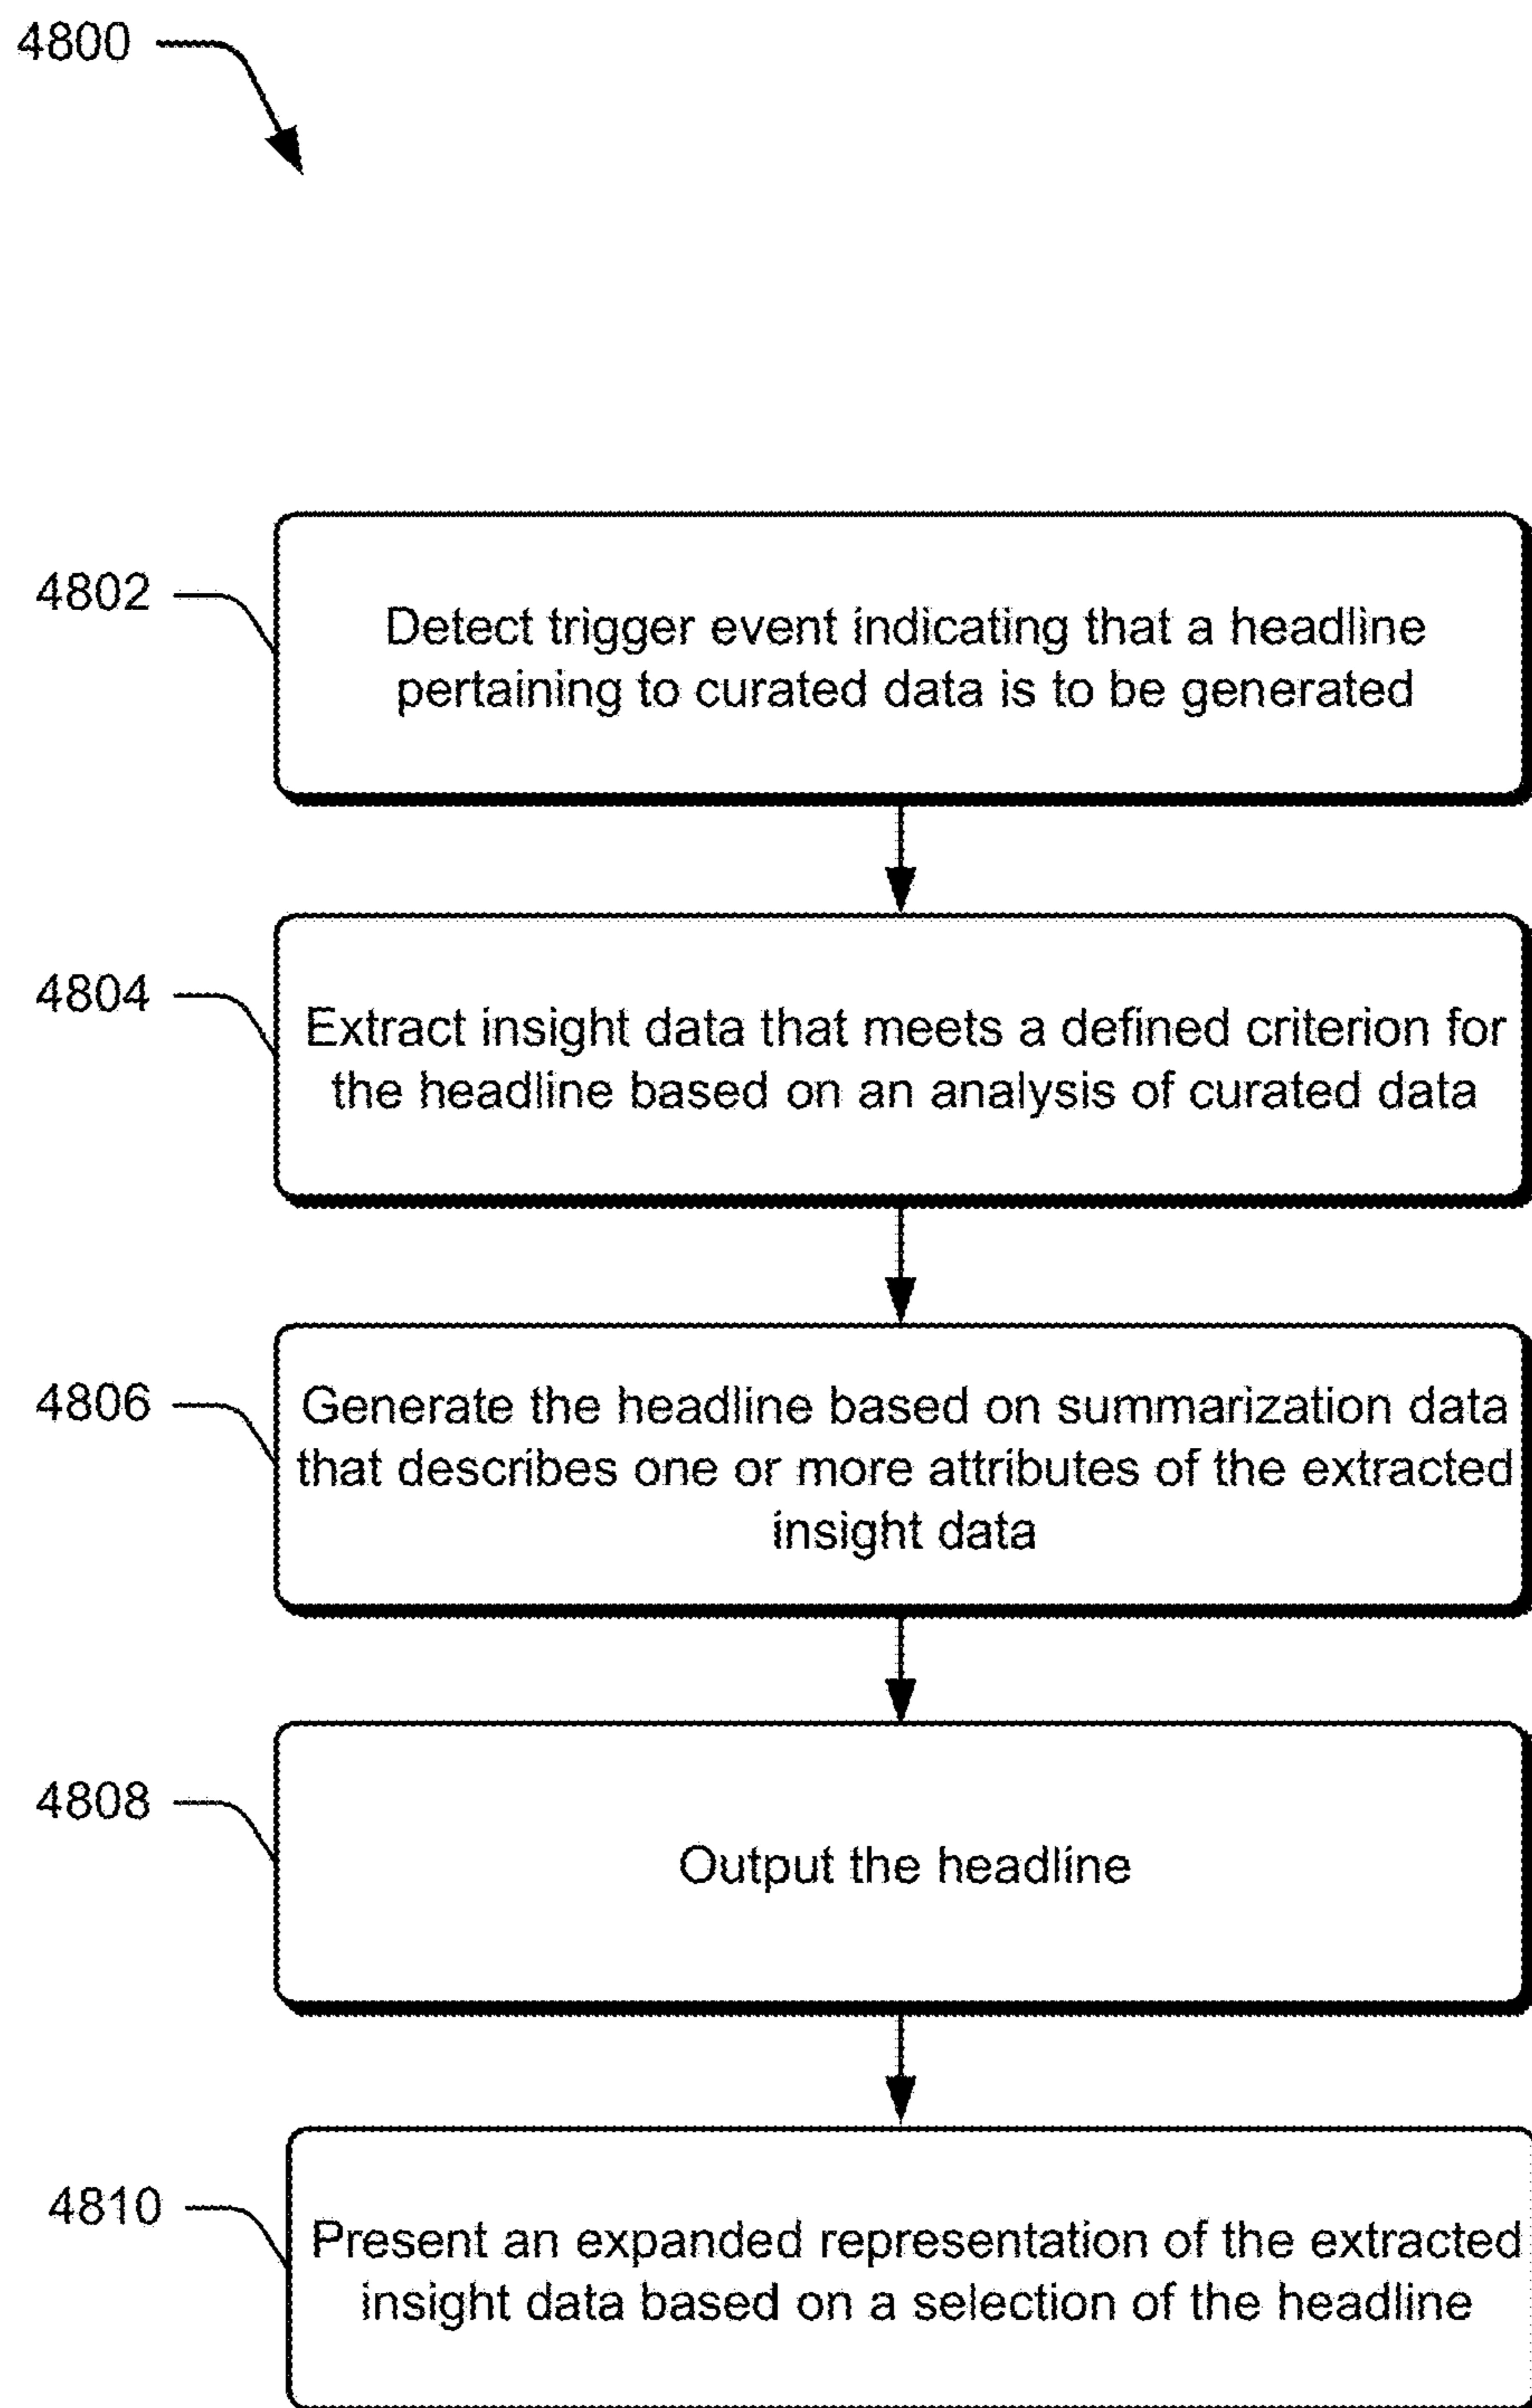 4800
4802
Detect trigger event indicating that a headline
pertaining to curated data is to be generated
4804
Extract insight data that meets a defined criterion for
the headline based on an analysis of curated data
4806
Generate the headline based on summarization data
that describes one or more attributes of the extracted
insight data
4808
Output the headline
4810
Present an expanded representation of the extracted
insight data based on a selection of the headline